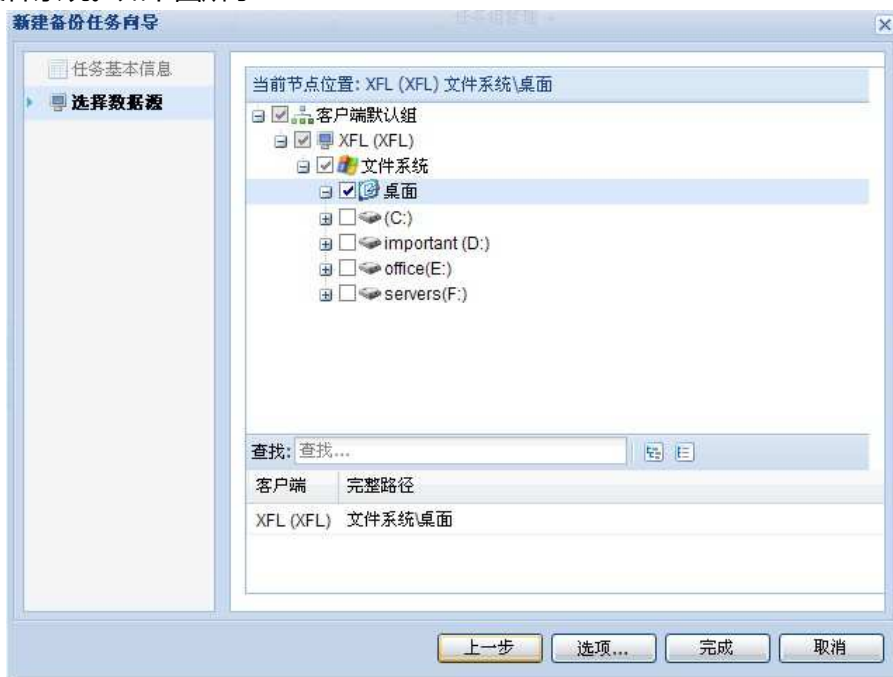 新建备份任务向导
任务基本信息
选择数据源
当前节点位置: XFL (XFL) 文件系统\桌面
客户端默认组
XFL (XFL)
文件系统
桌面
(C:)
important (D:)
office(E:)
servers(F:)
查找: 查找...
客户端 完整路径
XFL (XFL) 文件系统\桌面
上一步 选项... 完成 取消